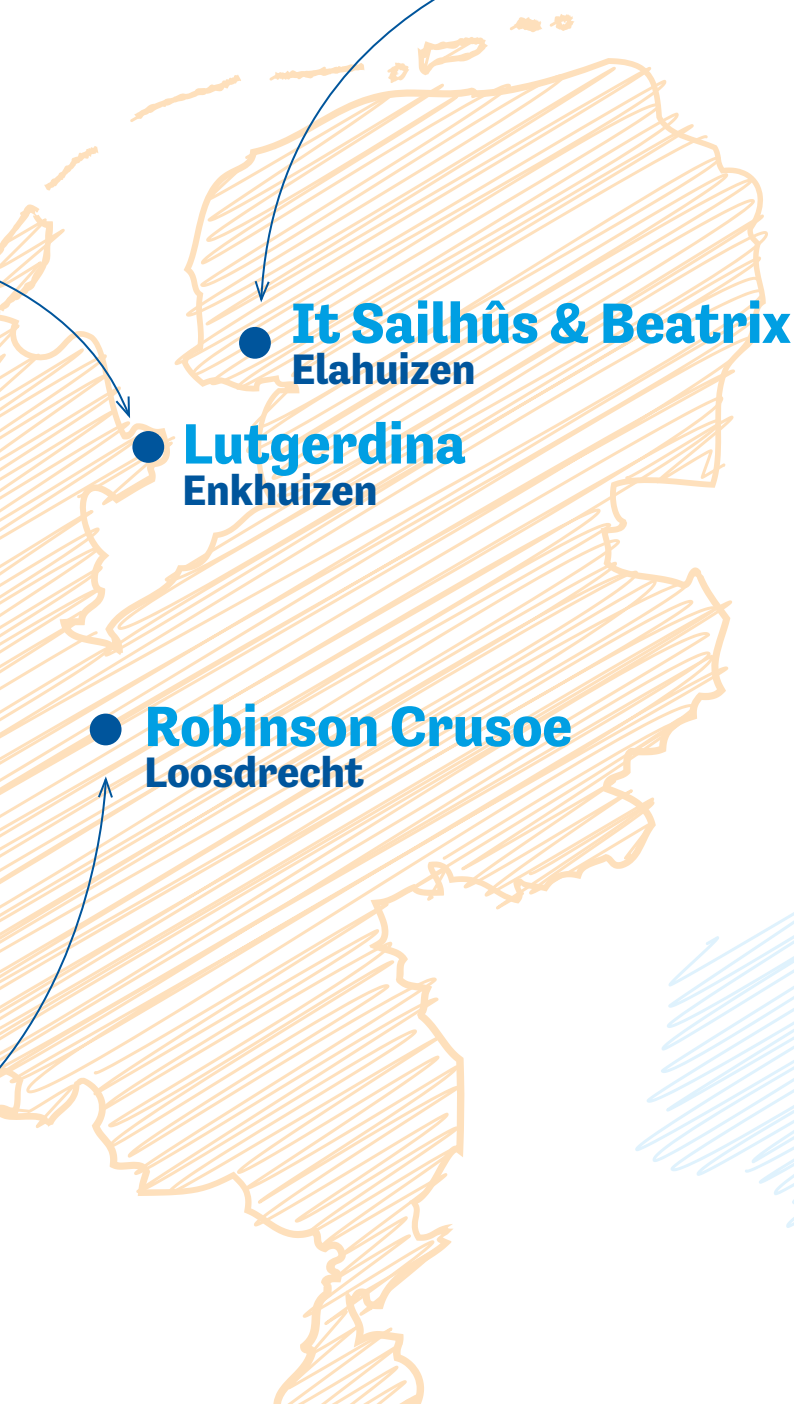 It Sailhûs & Beatrix
Elahuizen
Lutgerdina
Enkhuizen
Robinson Crusoe
Loosdrecht